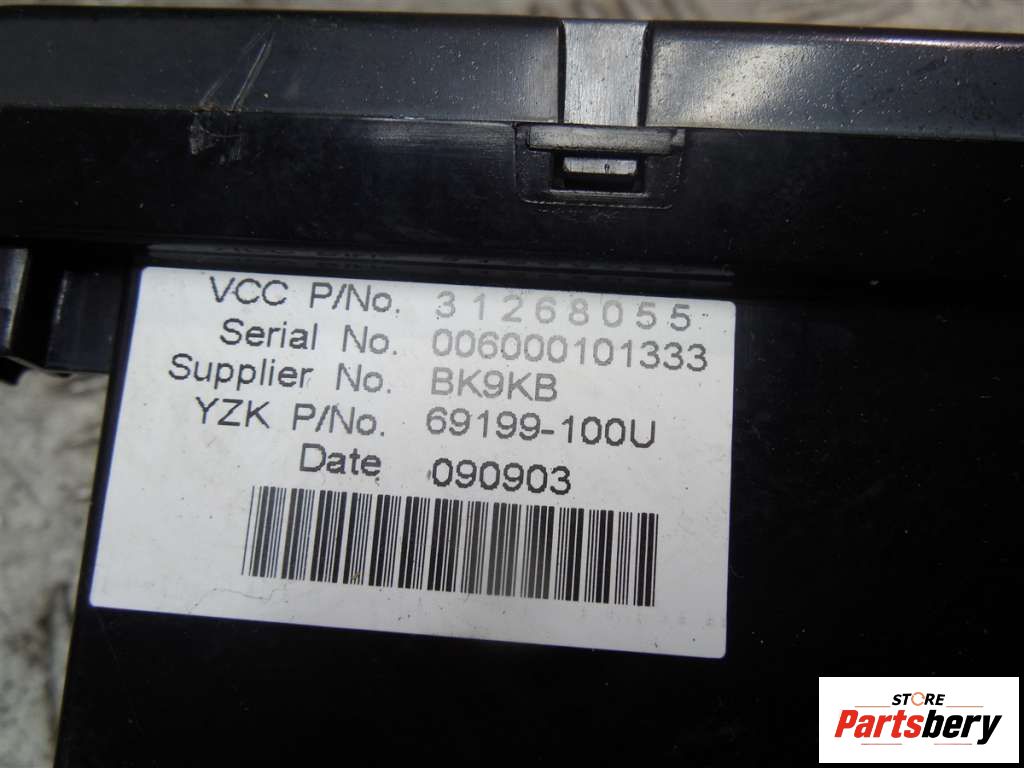 VCC P/No. 31268055
Serial No. 006000101333
Supplier No. BK9KB
YZK P/No. 69199-100U
Date 090903
STORE
Partsbery